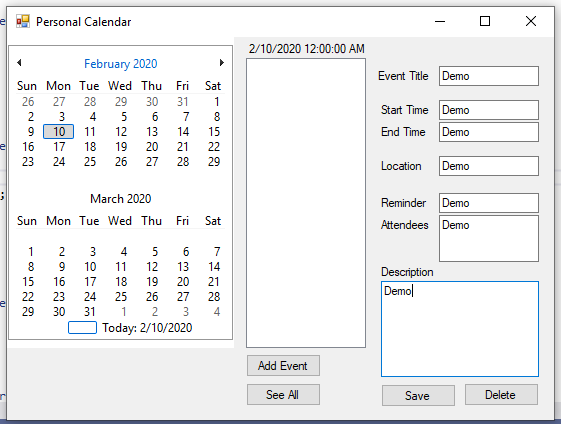 Personal Calendar
February 2020
Sun Mon Tue Wed Thu Fri Sat
26 27 28 29 30 31 1
2 3 4 5 6 7 8
9 10 11 12 13 14 15
16 17 18 19 20 21 22
23 24 25 26 27 28 29
March 2020
Sun Mon Tue Wed Thu Fri Sat
1 2 3 4 5 6 7
8 9 10 11 12 13 14
15 16 17 18 19 20 21
22 23 24 25 26 27 28
29 30 31 1 2 3 4
Today: 2/10/2020
2/10/2020 12:00:00 AM
Add Event
See All
Event Title Demo
Start Time Demo
End Time Demo
Location Demo
Reminder Demo
Attendees Demo
Description
Demo
Save Delete